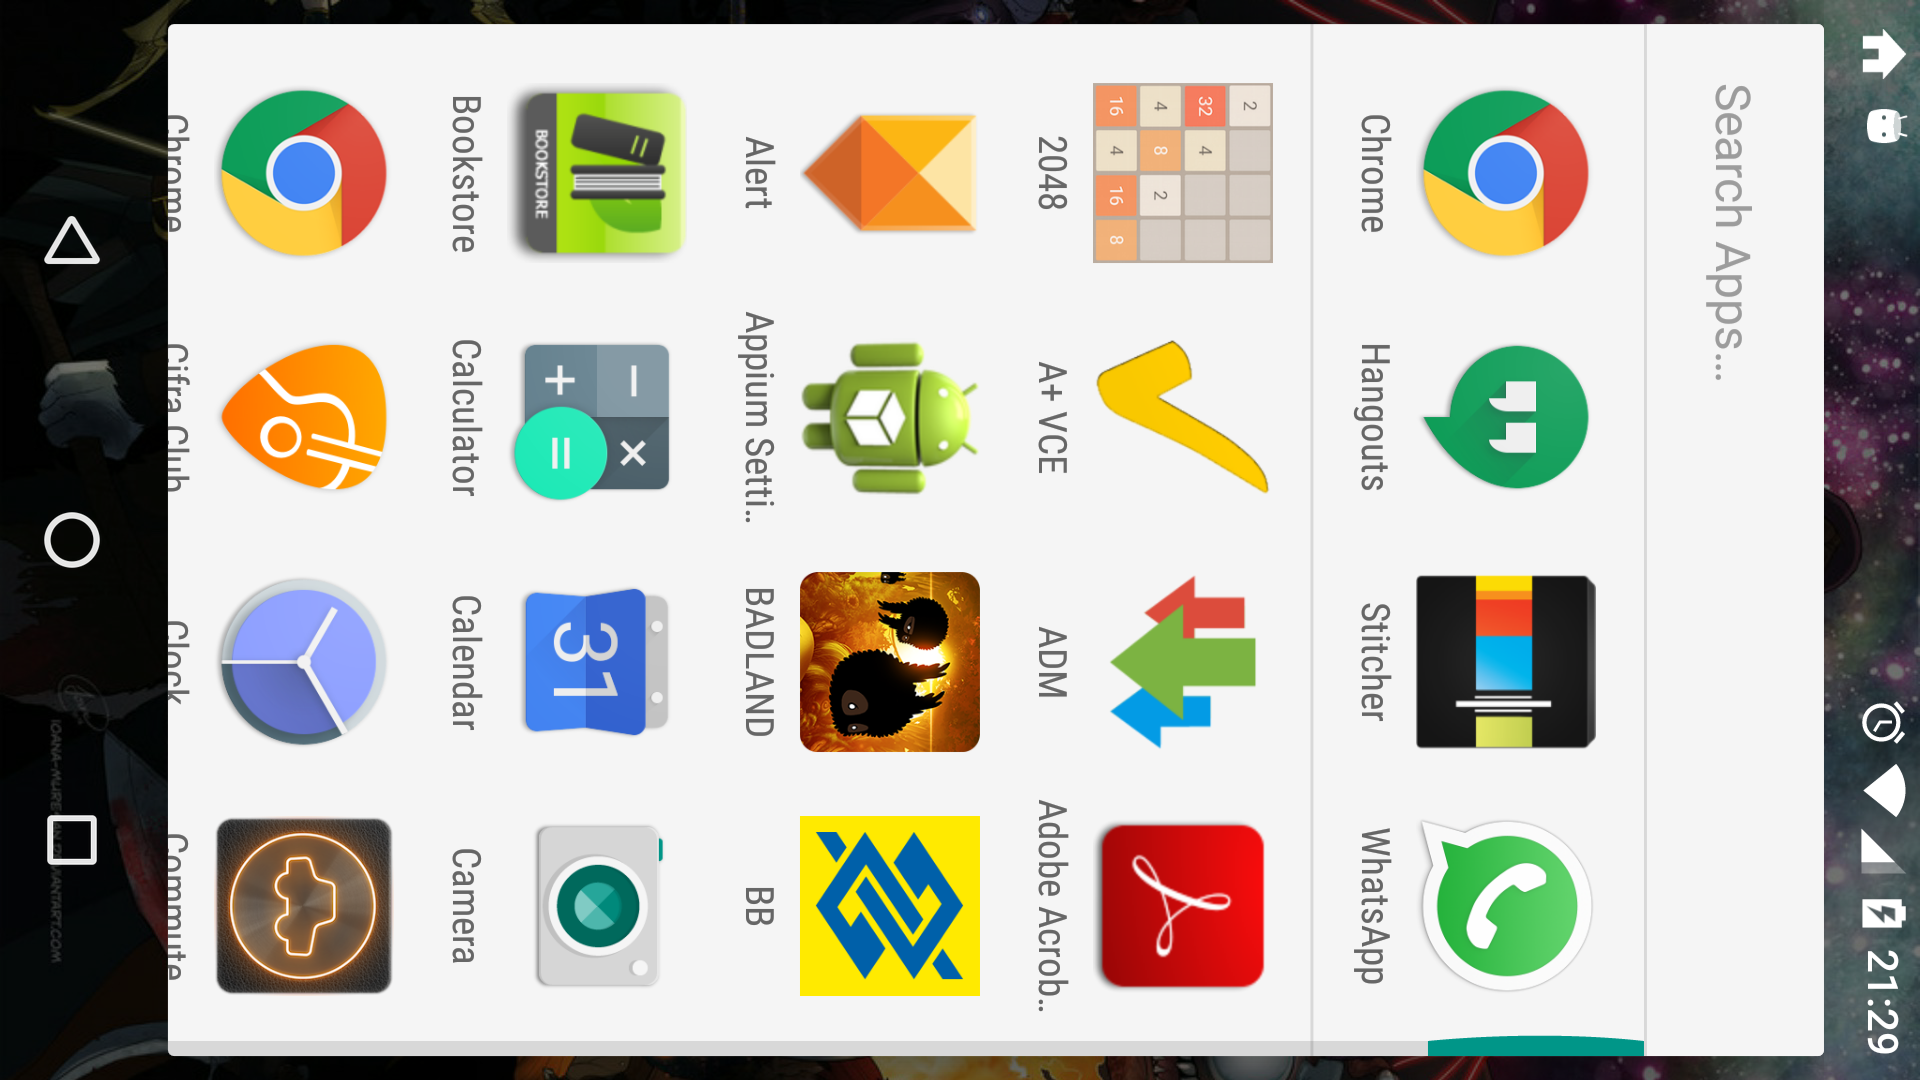 21:29
Search Apps...
Chrome
Hangouts
Stitcher
WhatsApp
2 32 4 16
4 8 4
2 16
8
2048
A+ VCE
ADM
Adobe Acrob..
Alert
Appium Setti..
BADLAND
BB
BOOKSTORE
+ − × =
31
Bookstore
Calculator
Calendar
Camera
Chrome
Cifra Club
Clock
Commute